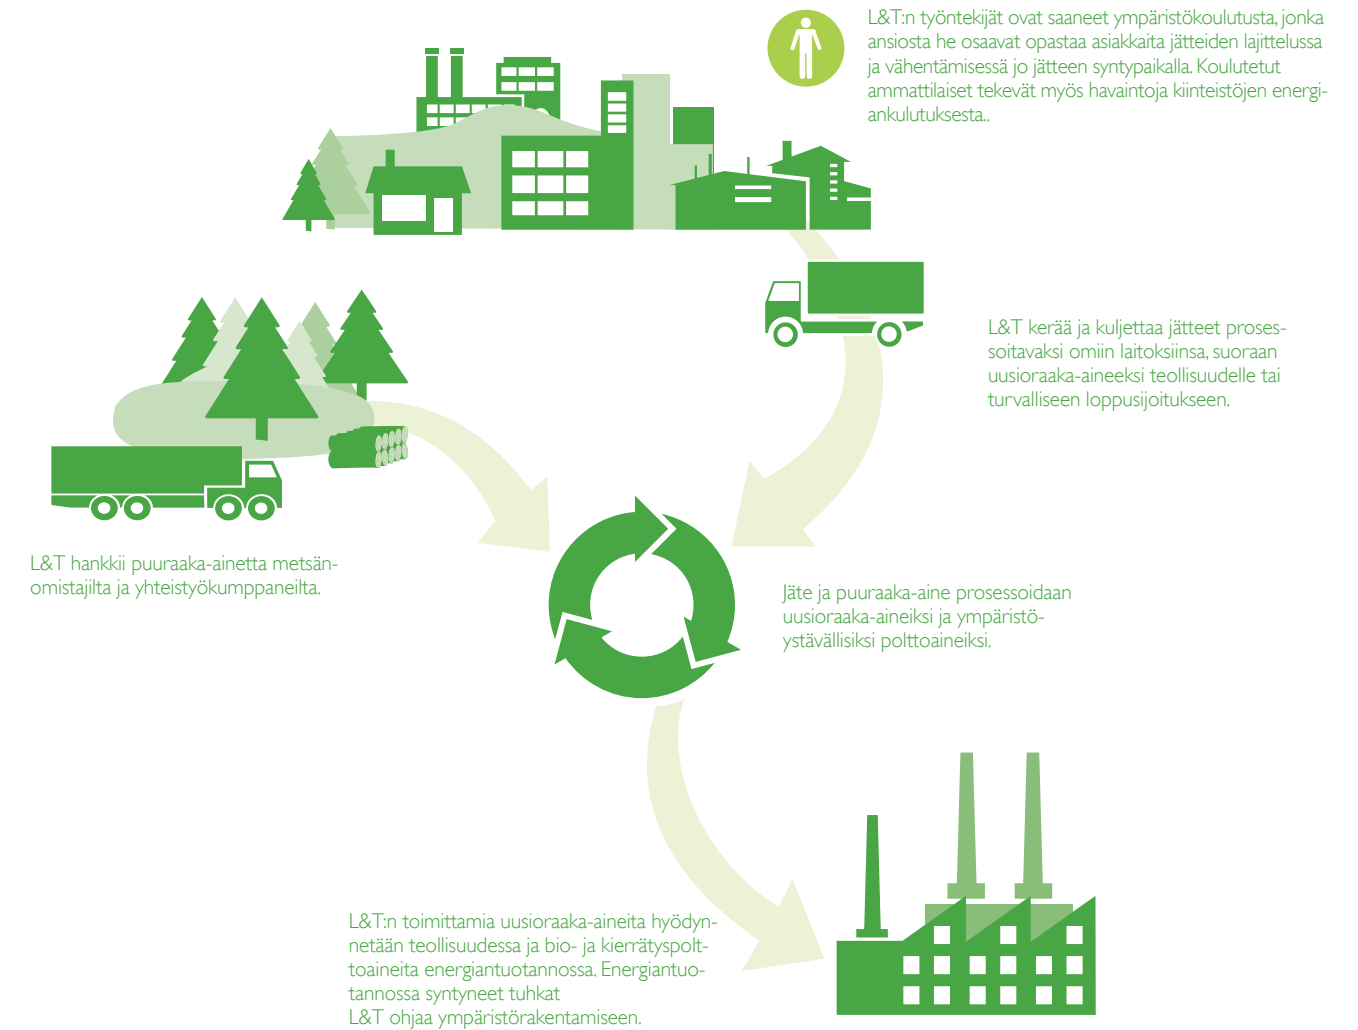 L&T:n työntekijät ovat saaneet ympäristökoulutusta, jonka
ansiosta he osaavat opastaa asiakkaita jätteiden lajittelussa
ja vähentämisessä jo jätteen syntypaikalla. Koulutetut
ammattilaiset tekevät myös havaintoja kiinteistöjen energi-
ankulutuksesta..
L&T kerää ja kuljettaa jätteet proses-
soitavaksi omiin laitoksiinsa, suoraan
uusioraaka-aineeksi teollisuudelle tai
turvalliseen loppusijoitukseen.
L&T hankkii puuraaka-ainetta metsän-
omistajilta ja yhteistyökumppaneilta.
Jäte ja puuraaka-aine prosessoidaan
uusioraaka-aineiksi ja ympäristö-
ystävällisiksi polttoaineiksi.
L&T:n toimittamia uusioraaka-aineita hyödyn-
netään teollisuudessa ja bio- ja kierrätyspolt-
toaineita energiantuotannossa. Energiantuo-
tannossa syntyneet tuhkat
L&T ohjaa ympäristörakentamiseen.